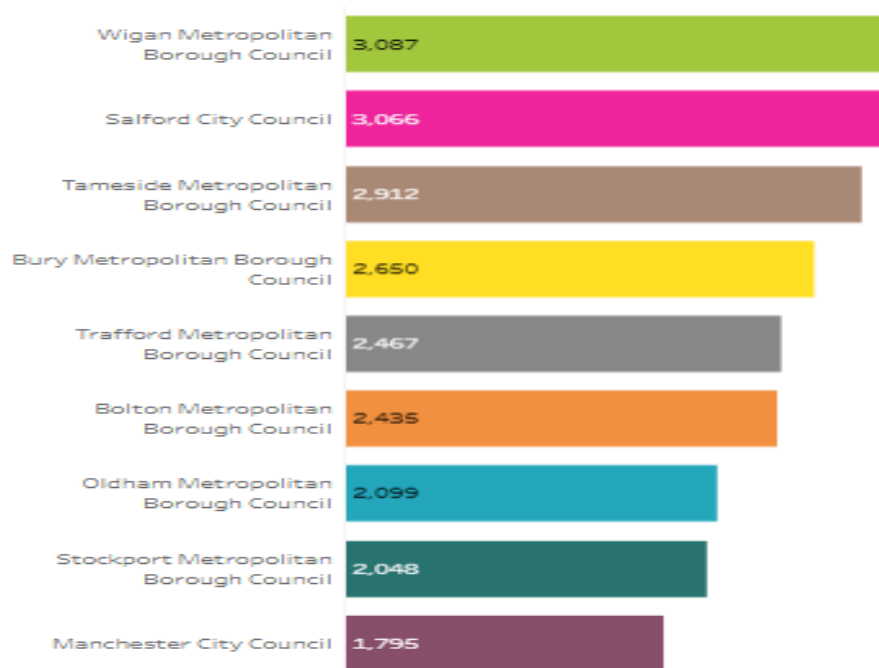 Wigan Metropolitan
Borough Council
3,087
Salford City Council
3,066
Tameside Metropolitan
Borough Council
2,912
Bury Metropolitan Borough
Council
2,650
Trafford Metropolitan
Borough Council
2,467
Bolton Metropolitan
Borough Council
2,435
Oldham Metropolitan
Borough Council
2,099
Stockport Metropolitan
Borough Council
2,048
Manchester City Council
1,795